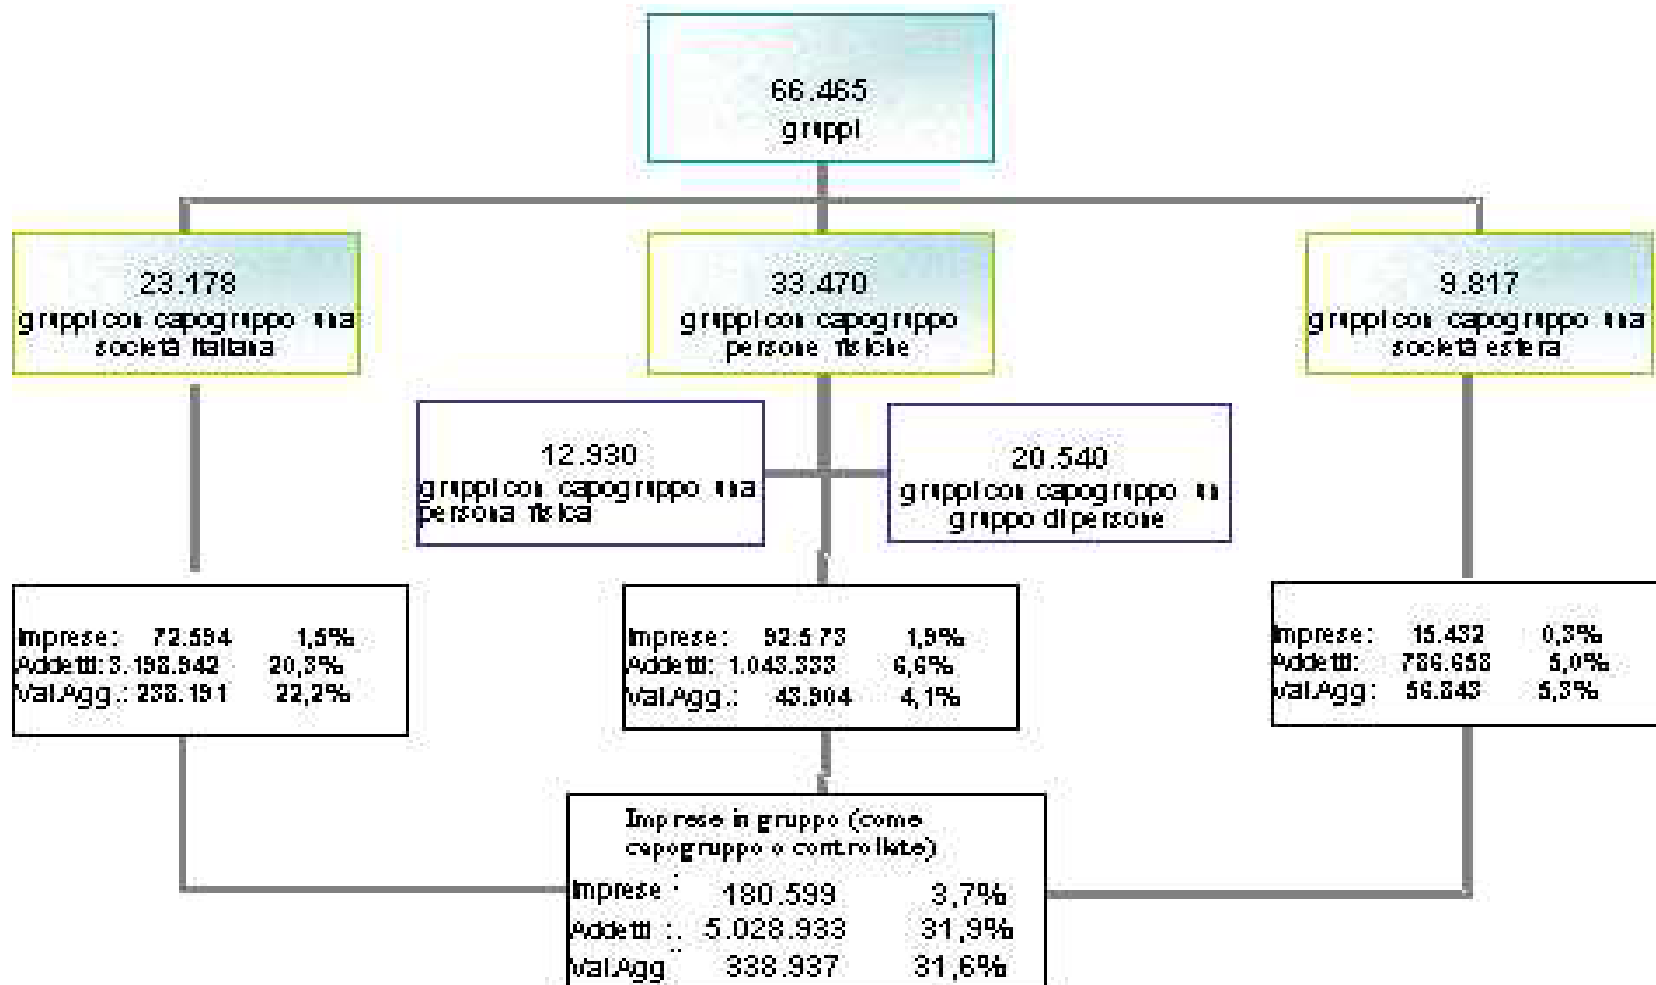 66.465
gruppi
23.178
gruppi con capogruppo una
società italiana
33.470
gruppi con capogruppo
persone fisiche
9.817
gruppi con capogruppo una
società estera
12.930
gruppi con capogruppo una
persona fisica
20.540
gruppi con capogruppo un
gruppo di persone
Imprese: 72.594 1,5%
Addetti: 3.198.942 20,3%
Val.Agg.: 238.191 22,2%
Imprese: 92.573 1,9%
Addetti: 1.043.333 6,6%
Val.Agg.: 43.904 4,1%
Imprese: 15.432 0,3%
Addetti: 786.658 5,0%
Val.Agg: 56.843 5,3%
Imprese in gruppo (come
capogruppo o controllate)
Imprese : 180.599 3,7%
Addetti :. 5.028.933 31,9%
Val.Agg 338.937 31,6%